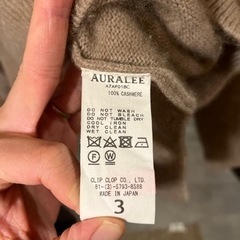 AURALEE
A7AP01BC
100% CASHMERE
DO NOT WASH
DO NOT BLEACH
DO NOT TUMBLE DRY
COOL IRON
DRY CLEAN
WET CLEAN
P W
CLIP CLOP CO., LTD.
81-(3)-5793-8588
MADE IN JAPAN
3